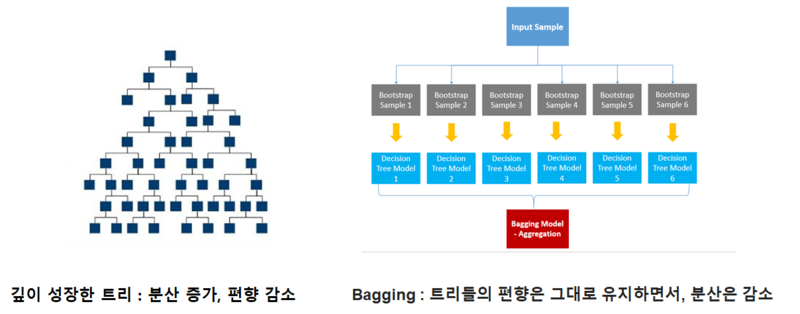 Input Sample
Bootstrap
Sample 1
Bootstrap
Sample 2
Bootstrap
Sample 3
Bootstrap
Sample 4
Bootstrap
Sample 5
Bootstrap
Sample 6
Decision
Tree Model
1
Decision
Tree Model
2
Decision
Tree Model
3
Decision
Tree Model
4
Decision
Tree Model
5
Decision
Tree Model
6
Bagging Model
- Aggregation
깊이 성장한 트리 : 분산 증가, 편향 감소
Bagging : 트리들의 편향은 그대로 유지하면서, 분산은 감소